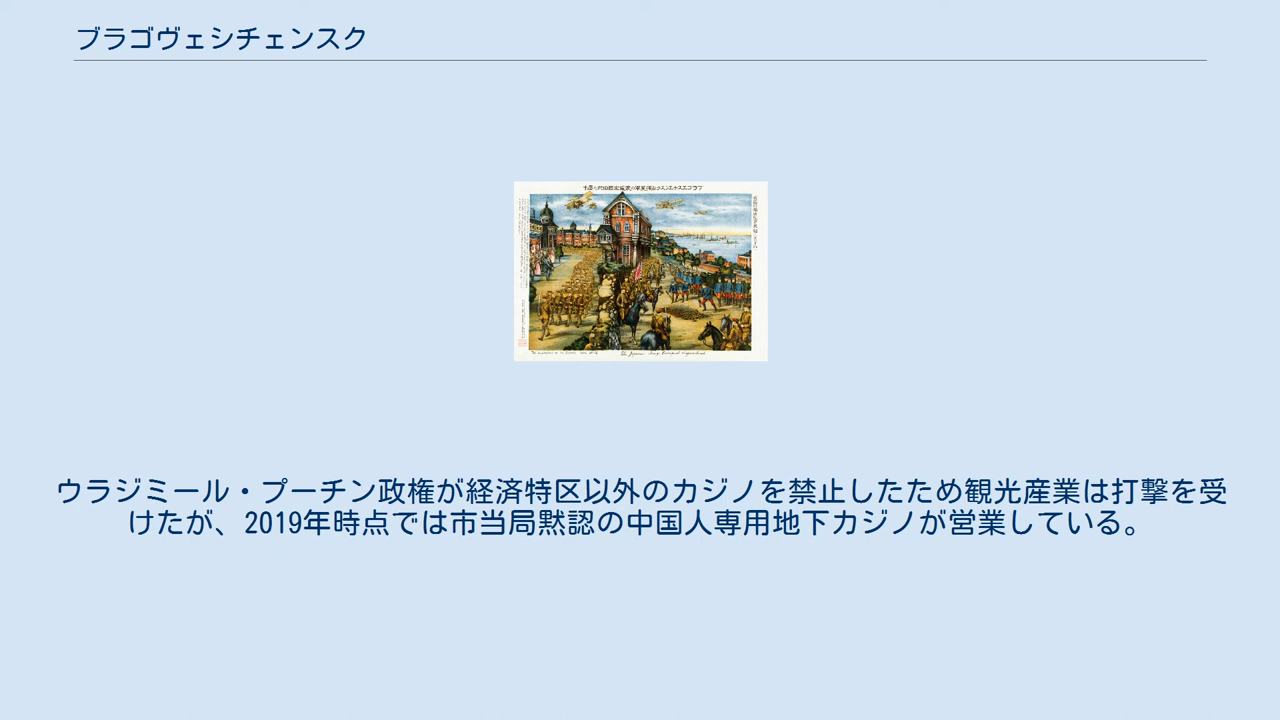 ブラゴヴェシチェンスク
ウラジミール・プーチン政権が経済特区以外のカジノを禁止したため観光産業は打撃を受
けたが、2019年時点では市当局黙認の中国人専用地下カジノが営業している。